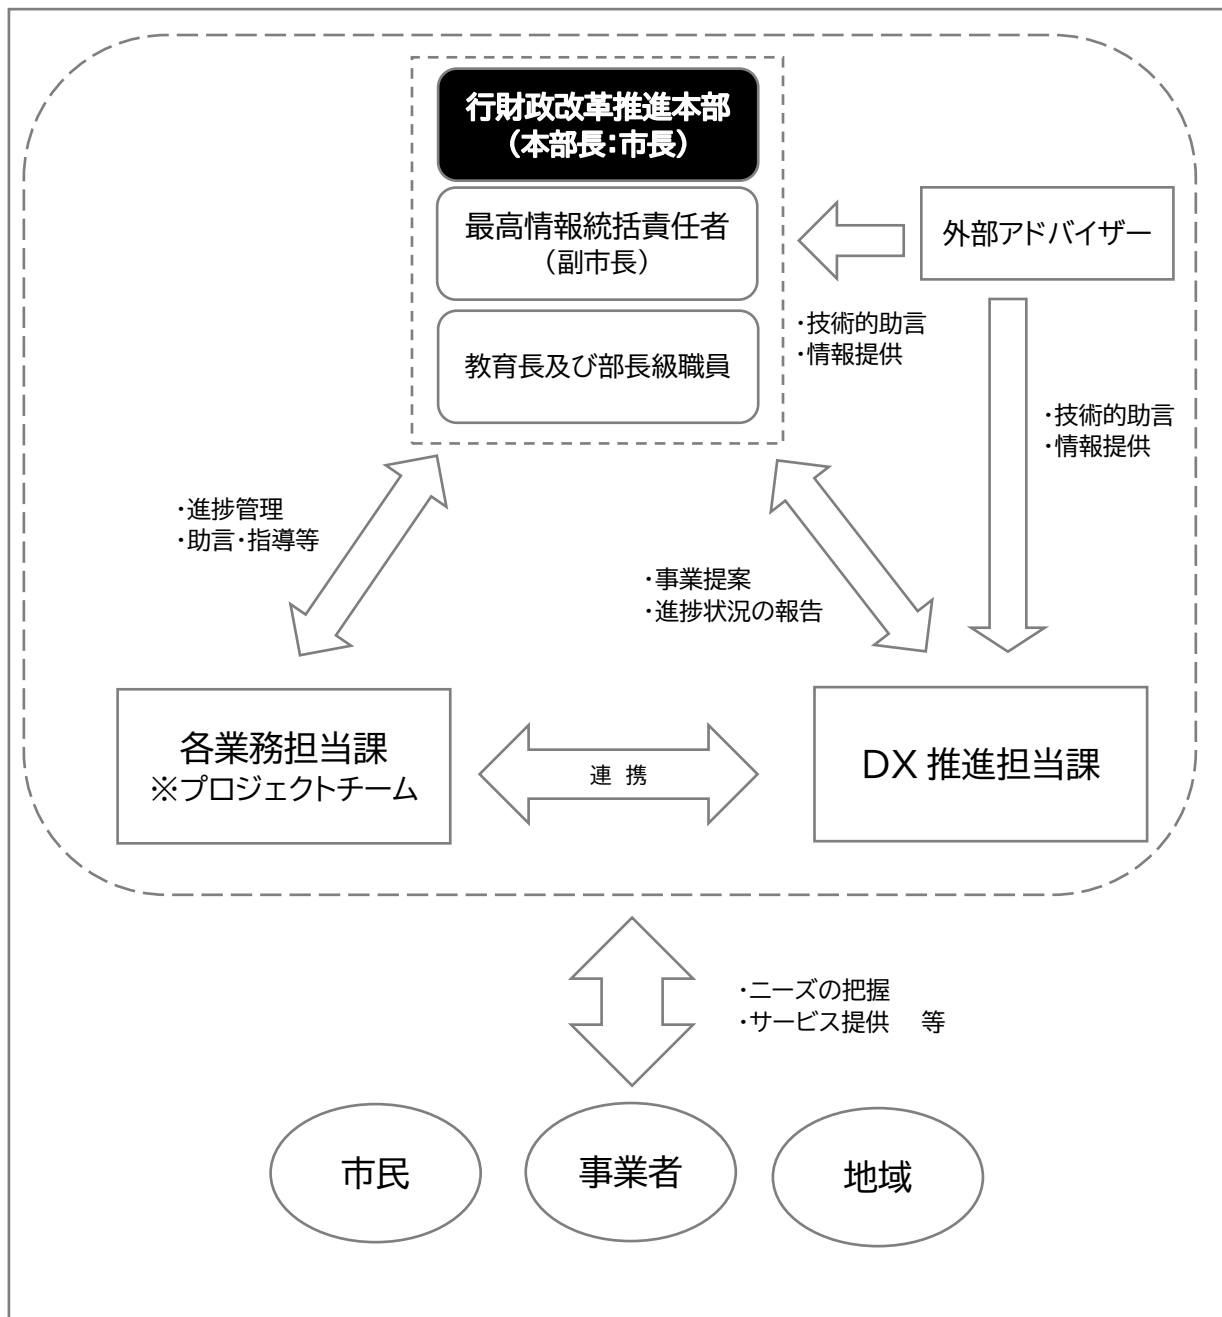 行財政改革推進本部
（本部長：市長）
最高情報統括責任者
（副市長）
教育長及び部長級職員
外部アドバイザー
・技術的助言
・情報提供
・技術的助言
・情報提供
・進捗管理
・助言・指導等
・事業提案
・進捗状況の報告
各業務担当課
※プロジェクトチーム
連 携
DX 推進担当課
・ニーズの把握
・サービス提供　等
市民
事業者
地域